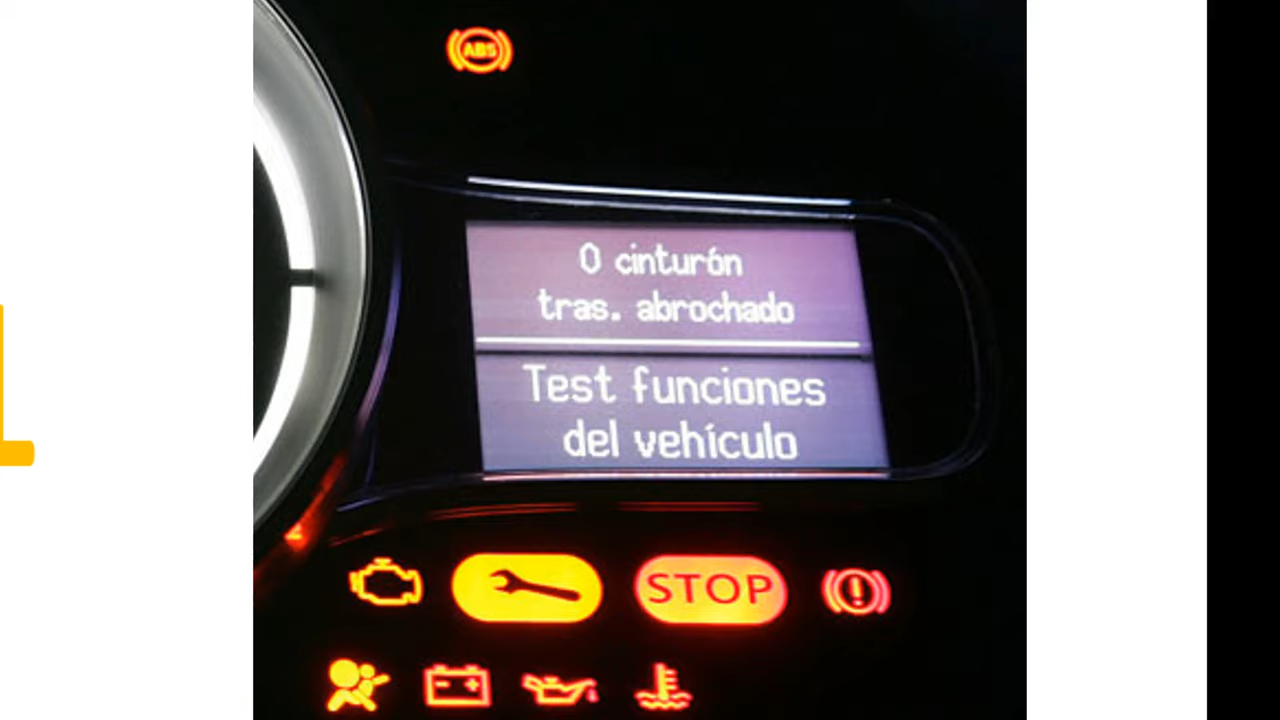 ABS
0 cinturón
tras. abrochado
Test funciones
del vehículo
STOP